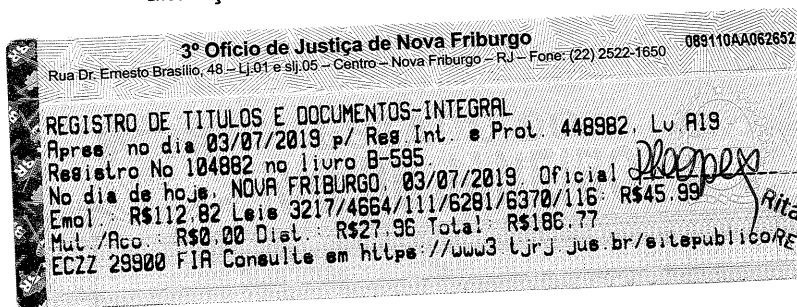 3º Ofício de Justiça de Nova Friburgo
089110AA062652
Rua Dr. Ernesto Brasílio, 48 – Lj.01 e slj.05 – Centro – Nova Friburgo – RJ – Fone: (22) 2522-1650
REGISTRO DE TITULOS E DOCUMENTOS-INTEGRAL
Apres no dia 03/07/2019 p/ Reg Int. e Prot. 448982, Lv.A19
Registro No 104882 no livro B-595
No dia de hoje, NOVA FRIBURGO, 03/07/2019 Oficial
Emol : R$112.82 Leis 3217/4664/111/6281/6370/116: R$45.99
Mut./Aco.: R$0.00 Dist.: R$27.96 Total: R$186.77
ECZZ 29900 FIA Consulte em https://www3 tjrj jus.br/sitepublico
Rita
RE